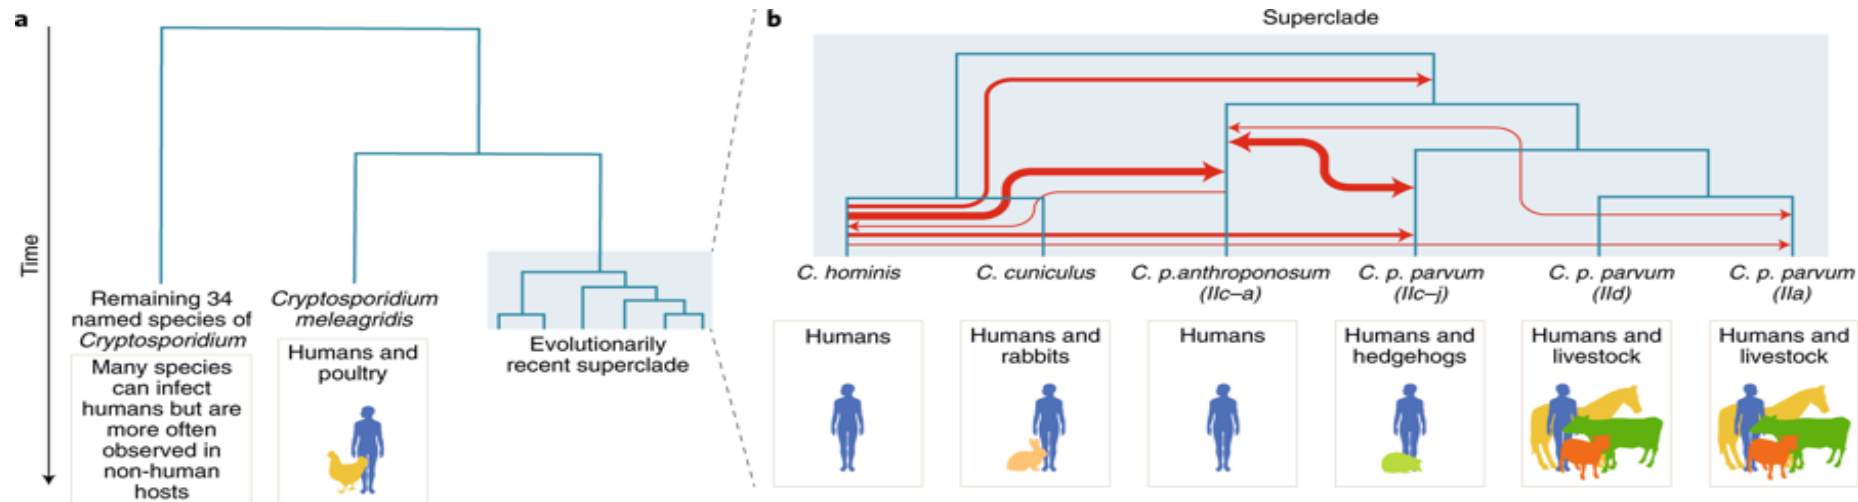 a
Time
Remaining 34
named species of
Cryptosporidium
Many species
can infect
humans but are
more often
observed in
non-human
hosts
Cryptosporidium
meleagridis
Humans and
poultry
Evolutionarily
recent superclade
b
Superclade
C. hominis
C. cuniculus
C. p.anthroponosum
(IIc–a)
C. p. parvum
(IIc–j)
C. p. parvum
(IId)
C. p. parvum
(IIa)
Humans
Humans and
rabbits
Humans
Humans and
hedgehogs
Humans and
livestock
Humans and
livestock